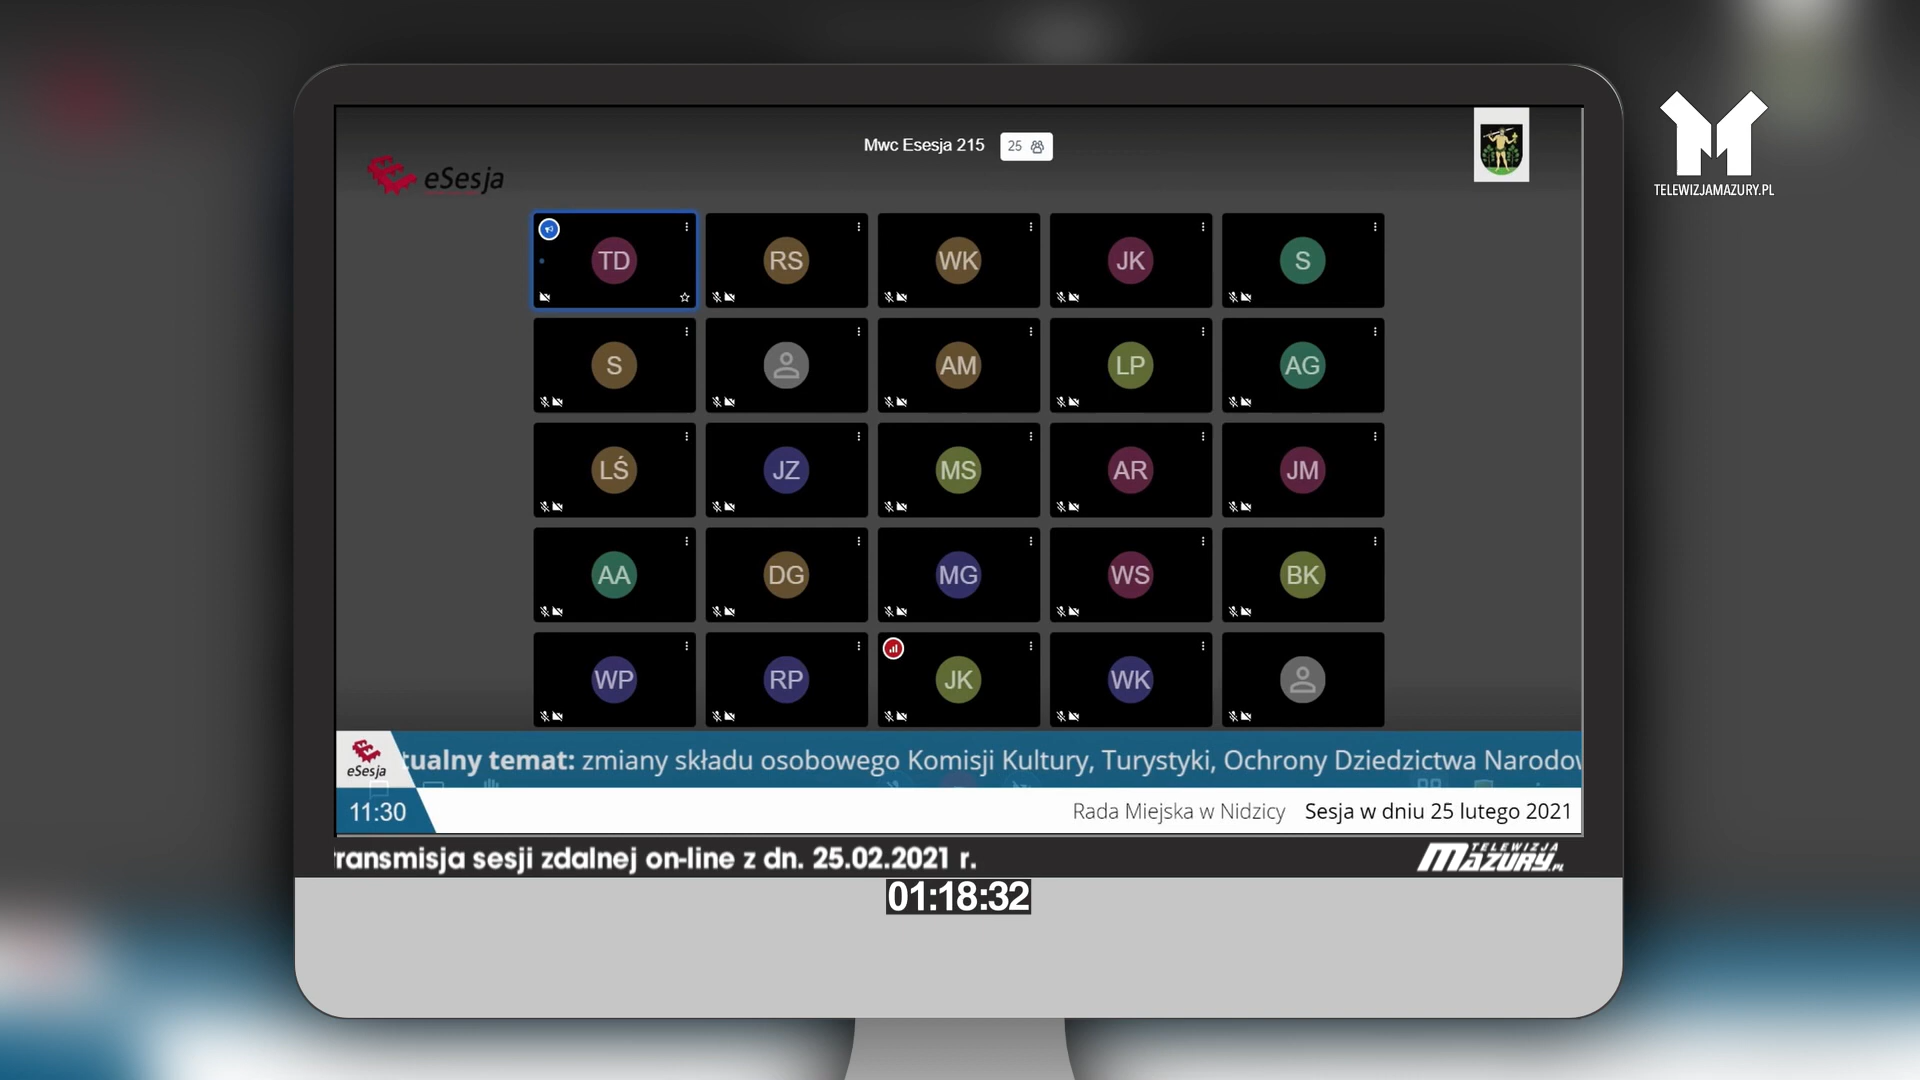 Mwc Esesja 215 25
eSesja
TELEWIZJAMAZURY.PL
TD RS WK JK S
S AM LP AG
LŚ JZ MS AR JM
AA DG MG WS BK
WP RP JK WK
eSesja
tualny temat: zmiany składu osobowego Komisji Kultury, Turystyki, Ochrony Dziedzictwa Narodow
11:30 Rada Miejska w Nidzicy Sesja w dniu 25 lutego 2021
ransmisja sesji zdalnej on-line z dn. 25.02.2021 r.
TELEWIZJA
MAZURY.PL
01:18:32